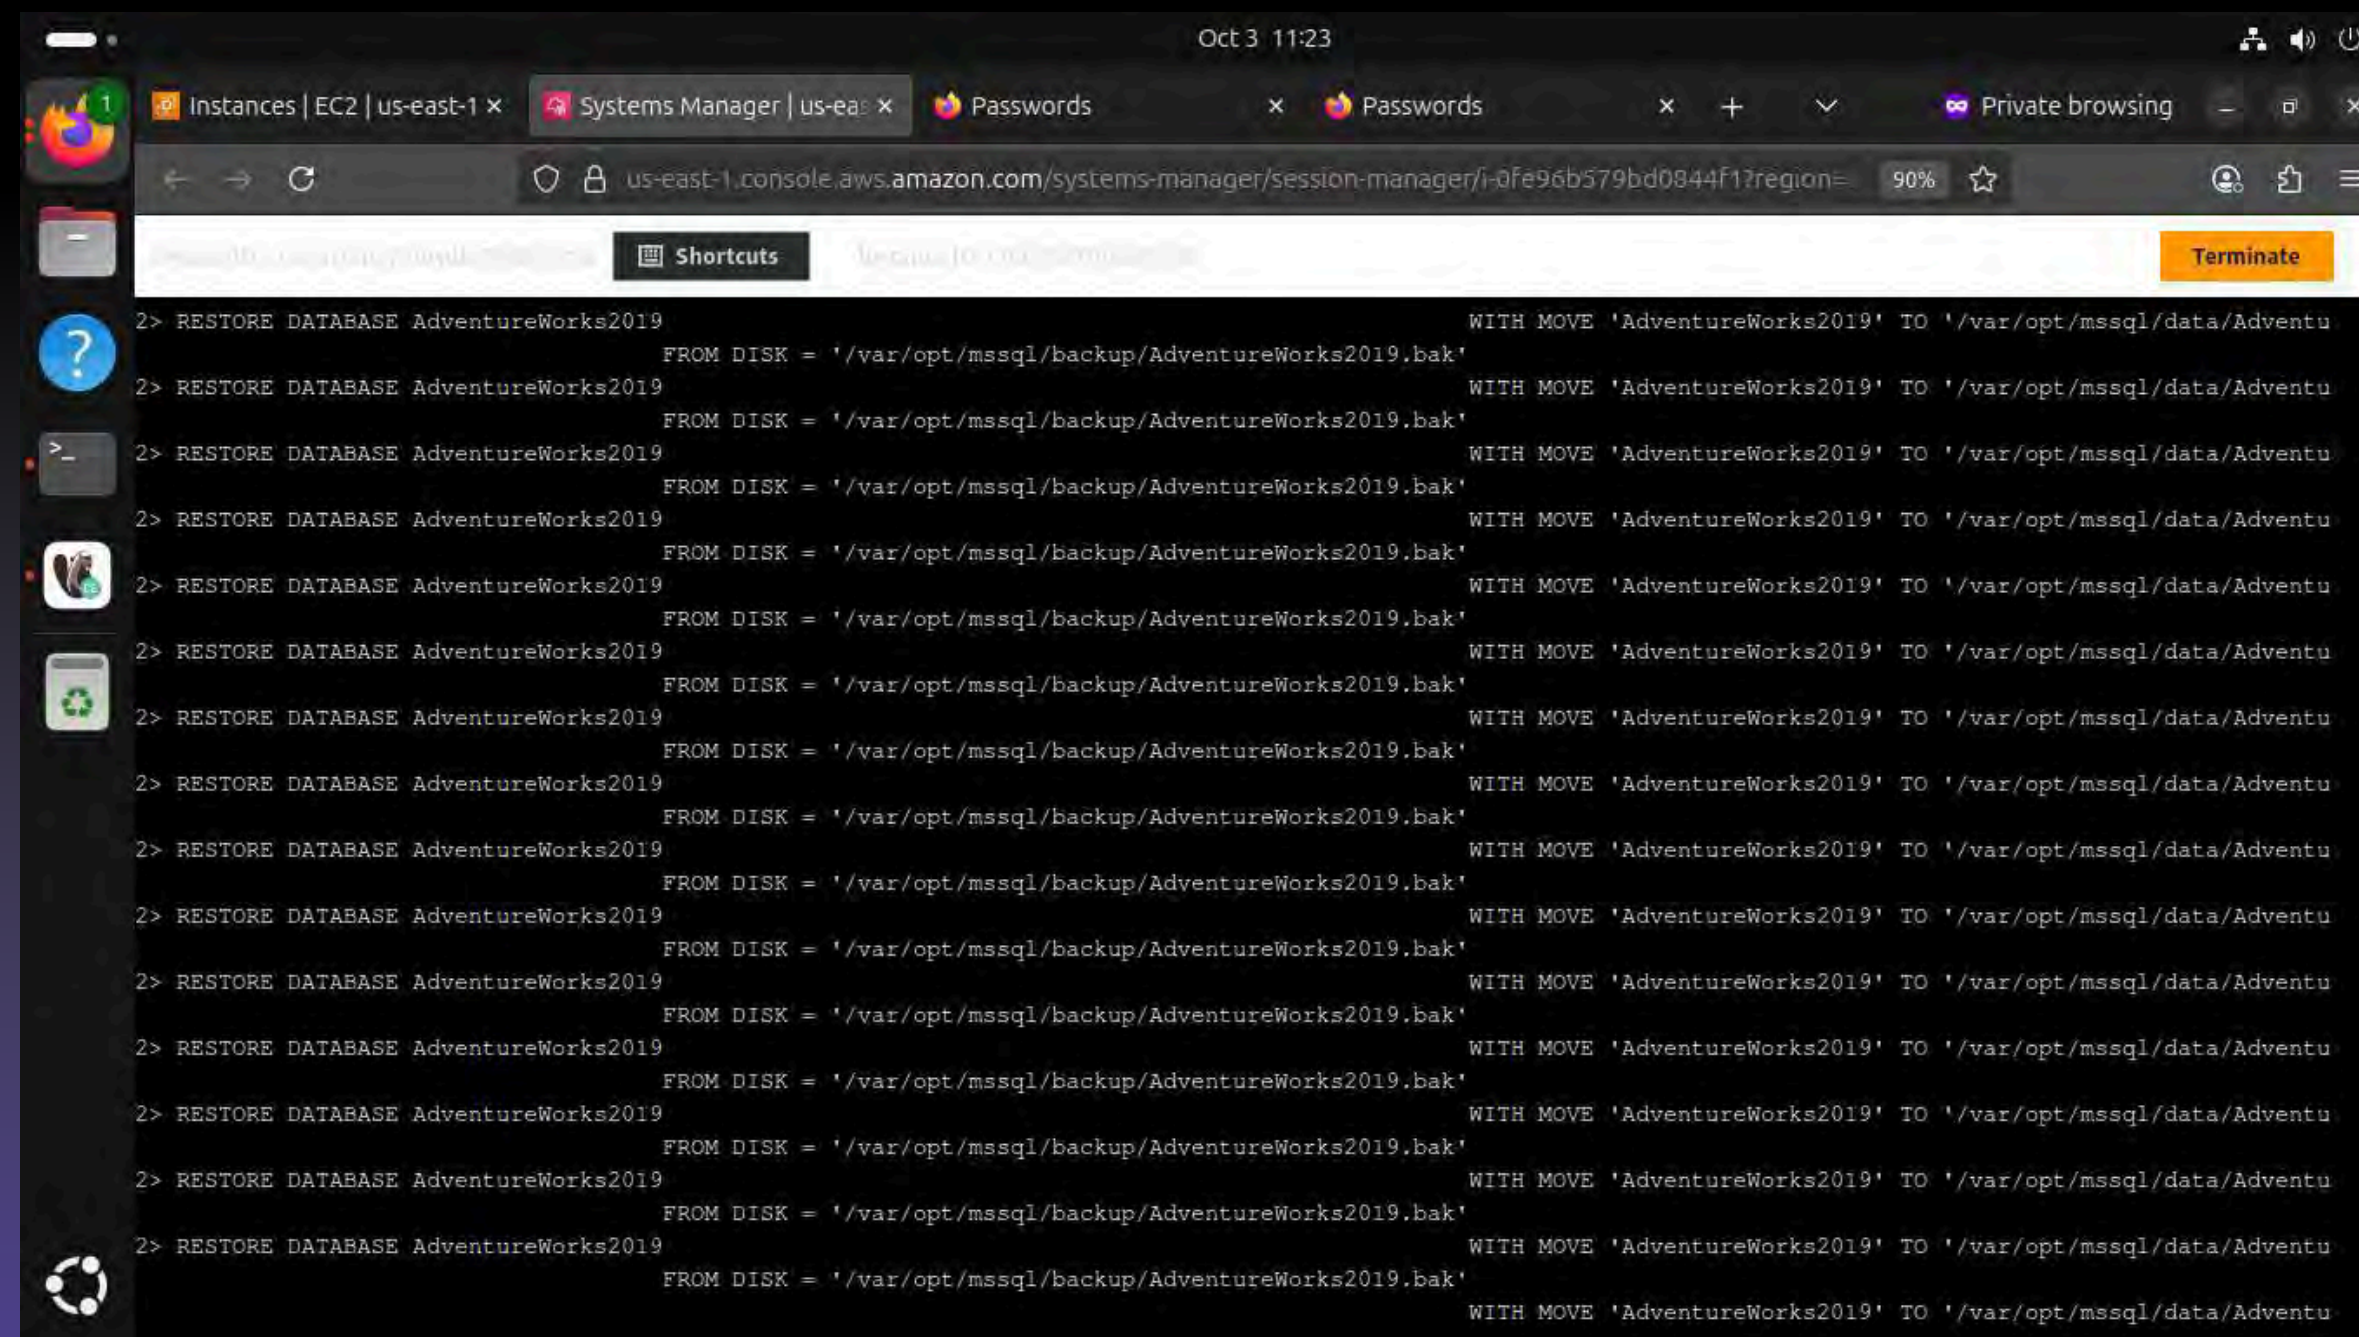 Oct 3 11:23
1
Instances | EC2 | us-east-1
Systems Manager | us-eas
Passwords
Passwords
Private browsing
us-east-1.console.aws.amazon.com/systems-manager/session-manager/i-0fe96b579bd0844f1?region=
90%
Shortcuts
Terminate
2> RESTORE DATABASE AdventureWorks2019 WITH MOVE 'AdventureWorks2019' TO '/var/opt/mssql/data/Adventu
FROM DISK = '/var/opt/mssql/backup/AdventureWorks2019.bak'
2> RESTORE DATABASE AdventureWorks2019 WITH MOVE 'AdventureWorks2019' TO '/var/opt/mssql/data/Adventu
FROM DISK = '/var/opt/mssql/backup/AdventureWorks2019.bak'
2> RESTORE DATABASE AdventureWorks2019 WITH MOVE 'AdventureWorks2019' TO '/var/opt/mssql/data/Adventu
FROM DISK = '/var/opt/mssql/backup/AdventureWorks2019.bak'
2> RESTORE DATABASE AdventureWorks2019 WITH MOVE 'AdventureWorks2019' TO '/var/opt/mssql/data/Adventu
FROM DISK = '/var/opt/mssql/backup/AdventureWorks2019.bak'
2> RESTORE DATABASE AdventureWorks2019 WITH MOVE 'AdventureWorks2019' TO '/var/opt/mssql/data/Adventu
FROM DISK = '/var/opt/mssql/backup/AdventureWorks2019.bak'
2> RESTORE DATABASE AdventureWorks2019 WITH MOVE 'AdventureWorks2019' TO '/var/opt/mssql/data/Adventu
FROM DISK = '/var/opt/mssql/backup/AdventureWorks2019.bak'
2> RESTORE DATABASE AdventureWorks2019 WITH MOVE 'AdventureWorks2019' TO '/var/opt/mssql/data/Adventu
FROM DISK = '/var/opt/mssql/backup/AdventureWorks2019.bak'
2> RESTORE DATABASE AdventureWorks2019 WITH MOVE 'AdventureWorks2019' TO '/var/opt/mssql/data/Adventu
FROM DISK = '/var/opt/mssql/backup/AdventureWorks2019.bak'
2> RESTORE DATABASE AdventureWorks2019 WITH MOVE 'AdventureWorks2019' TO '/var/opt/mssql/data/Adventu
FROM DISK = '/var/opt/mssql/backup/AdventureWorks2019.bak'
2> RESTORE DATABASE AdventureWorks2019 WITH MOVE 'AdventureWorks2019' TO '/var/opt/mssql/data/Adventu
FROM DISK = '/var/opt/mssql/backup/AdventureWorks2019.bak'
2> RESTORE DATABASE AdventureWorks2019 WITH MOVE 'AdventureWorks2019' TO '/var/opt/mssql/data/Adventu
FROM DISK = '/var/opt/mssql/backup/AdventureWorks2019.bak'
2> RESTORE DATABASE AdventureWorks2019 WITH MOVE 'AdventureWorks2019' TO '/var/opt/mssql/data/Adventu
FROM DISK = '/var/opt/mssql/backup/AdventureWorks2019.bak'
2> RESTORE DATABASE AdventureWorks2019 WITH MOVE 'AdventureWorks2019' TO '/var/opt/mssql/data/Adventu
FROM DISK = '/var/opt/mssql/backup/AdventureWorks2019.bak'
2> RESTORE DATABASE AdventureWorks2019 WITH MOVE 'AdventureWorks2019' TO '/var/opt/mssql/data/Adventu
FROM DISK = '/var/opt/mssql/backup/AdventureWorks2019.bak'
2> RESTORE DATABASE AdventureWorks2019 WITH MOVE 'AdventureWorks2019' TO '/var/opt/mssql/data/Adventu
FROM DISK = '/var/opt/mssql/backup/AdventureWorks2019.bak'
WITH MOVE 'AdventureWorks2019' TO '/var/opt/mssql/data/Adventu